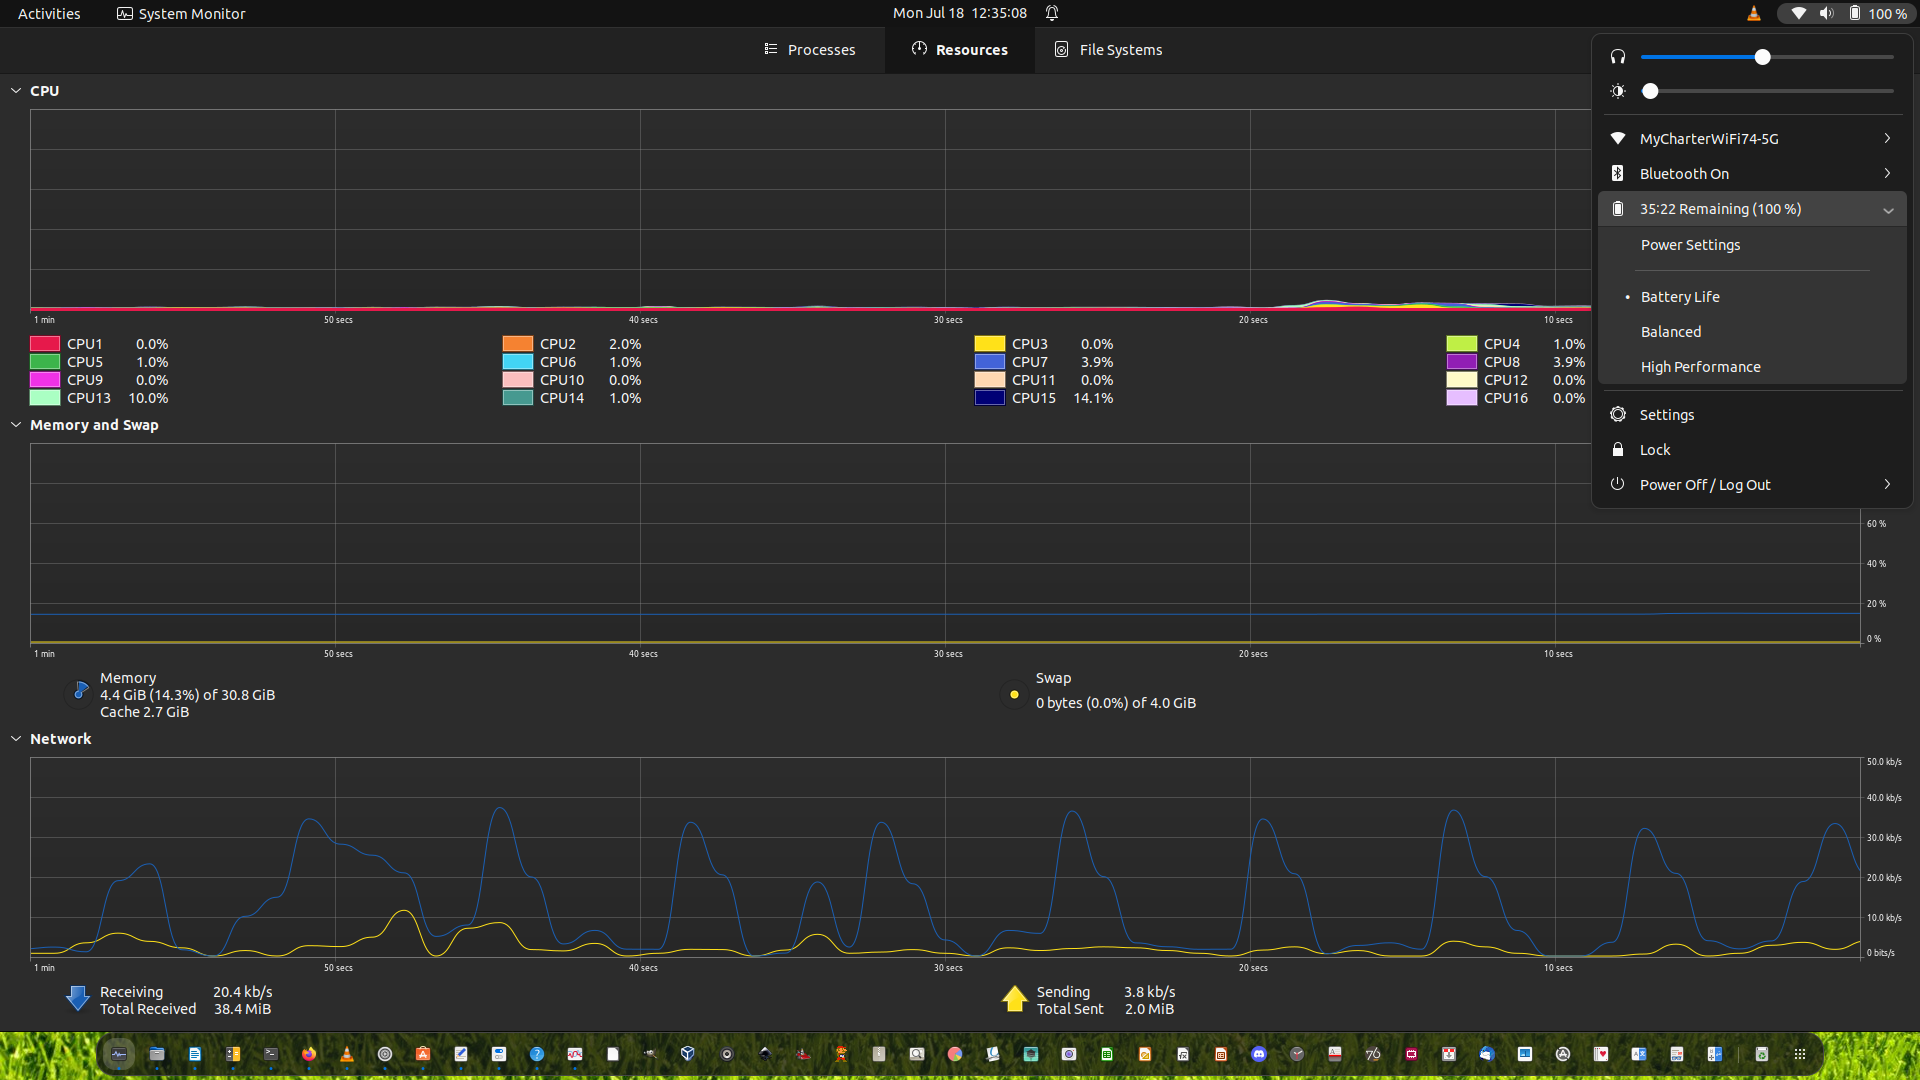 Activities System Monitor Mon Jul 18 12:35:08 100 %
Processes Resources File Systems
CPU
1 min 50 secs 40 secs 30 secs 20 secs 10 secs
CPU1 0.0% CPU2 2.0% CPU3 0.0% CPU4 1.0%
CPU5 1.0% CPU6 1.0% CPU7 3.9% CPU8 3.9%
CPU9 0.0% CPU10 0.0% CPU11 0.0% CPU12 0.0%
CPU13 10.0% CPU14 1.0% CPU15 14.1% CPU16 0.0%
MyCharterWiFi74-5G
Bluetooth On
35:22 Remaining (100 %)
Power Settings
Battery Life
Balanced
High Performance
Settings
Lock
Power Off / Log Out
Memory and Swap
60 %
40 %
20 %
0 %
1 min 50 secs 40 secs 30 secs 20 secs 10 secs
Memory
4.4 GiB (14.3%) of 30.8 GiB
Cache 2.7 GiB
Swap
0 bytes (0.0%) of 4.0 GiB
Network
50.0 kb/s
40.0 kb/s
30.0 kb/s
20.0 kb/s
10.0 kb/s
0 bits/s
1 min 50 secs 40 secs 30 secs 20 secs 10 secs
Receiving 20.4 kb/s
Total Received 38.4 MiB
Sending 3.8 kb/s
Total Sent 2.0 MiB
76